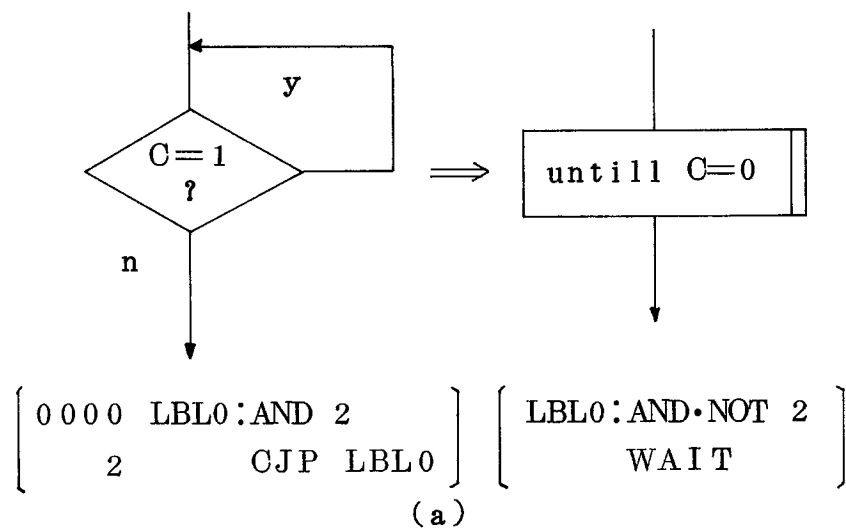 y
C=1
?
⇒
untill C=0
n
0000 LBL0:AND 2
2 CJP LBL0
LBL0:AND•NOT 2
WAIT
(a)